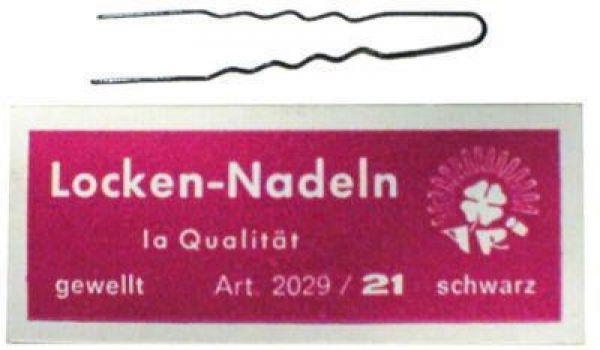 Locken-Nadeln
la Qualität
gewellt Art. 2029 / 21 schwarz